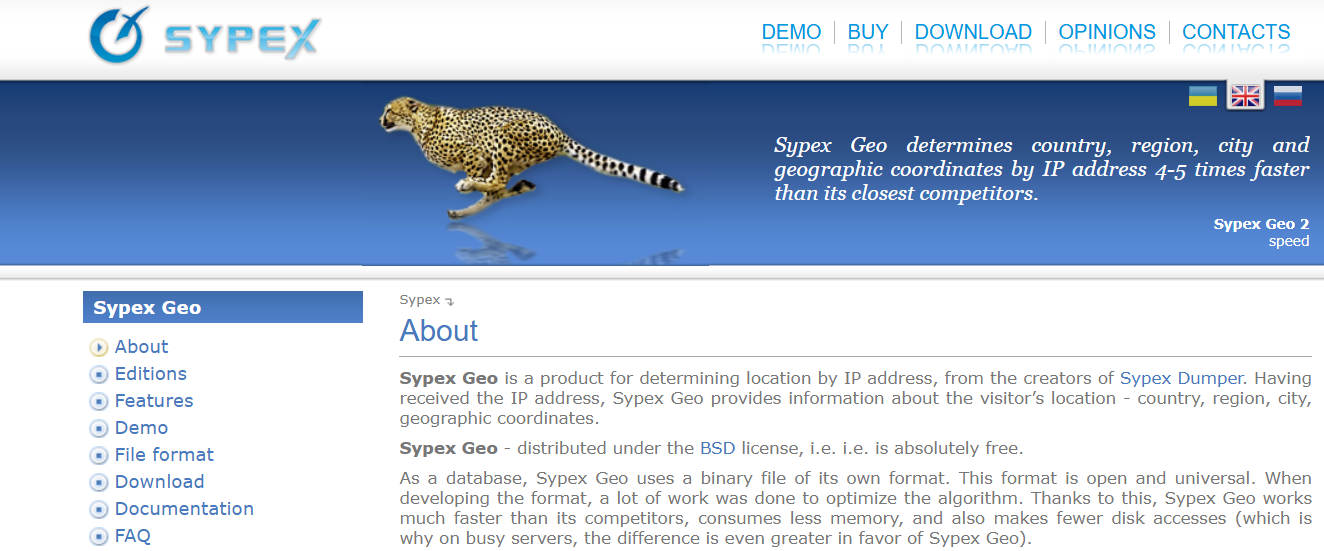 SYPEX
DEMO
BUY
DOWNLOAD
OPINIONS
CONTACTS
Sypex Geo determines country, region, city and
geographic coordinates by IP address 4-5 times faster
than its closest competitors.
Sypex Geo 2
speed
Sypex Geo
About
Editions
Features
Demo
File format
Download
Documentation
FAQ
Sypex
About
Sypex Geo is a product for determining location by IP address, from the creators of Sypex Dumper. Having
received the IP address, Sypex Geo provides information about the visitor’s location - country, region, city,
geographic coordinates.
Sypex Geo - distributed under the BSD license, i.e. i.e. is absolutely free.
As a database, Sypex Geo uses a binary file of its own format. This format is open and universal. When
developing the format, a lot of work was done to optimize the algorithm. Thanks to this, Sypex Geo works
much faster than its competitors, consumes less memory, and also makes fewer disk accesses (which is
why on busy servers, the difference is even greater in favor of Sypex Geo).